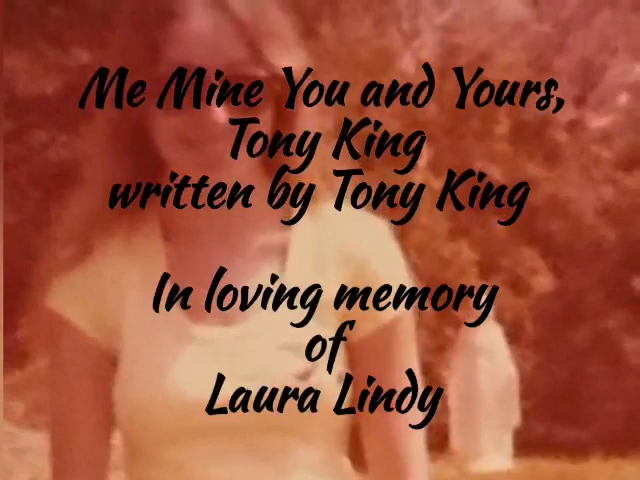 Me Mine You and Yours,
Tony King
written by Tony King
In loving memory
of
Laura Lindy